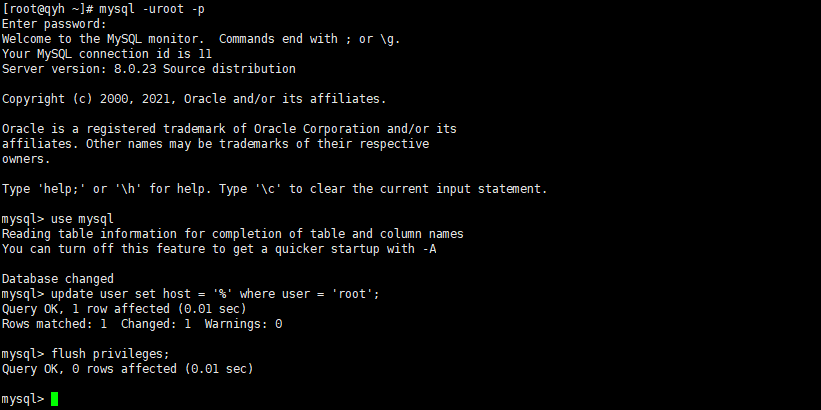 [root@qyh ~]# mysql -uroot -p
Enter password:
Welcome to the MySQL monitor.  Commands end with ; or \g.
Your MySQL connection id is 11
Server version: 8.0.23 Source distribution
Copyright (c) 2000, 2021, Oracle and/or its affiliates.
Oracle is a registered trademark of Oracle Corporation and/or its
affiliates. Other names may be trademarks of their respective
owners.
Type 'help;' or '\h' for help. Type '\c' to clear the current input statement.
mysql> use mysql
Reading table information for completion of table and column names
You can turn off this feature to get a quicker startup with -A
Database changed
mysql> update user set host = '%' where user = 'root';
Query OK, 1 row affected (0.01 sec)
Rows matched: 1  Changed: 1  Warnings: 0
mysql> flush privileges;
Query OK, 0 rows affected (0.01 sec)
mysql>